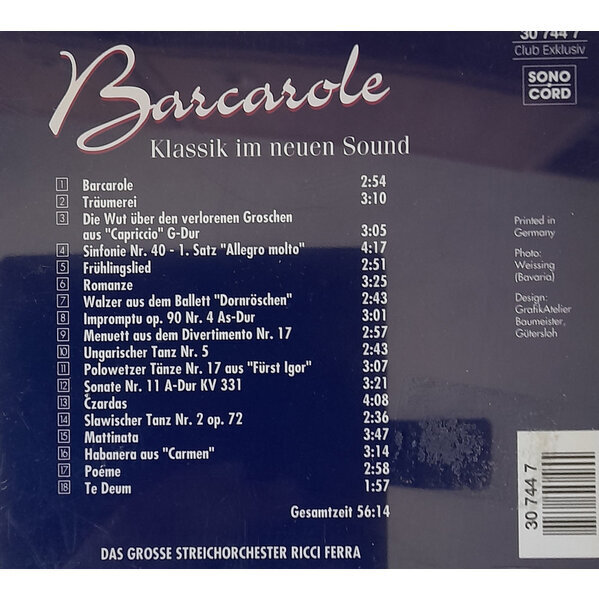 30 744 7
Club Exklusiv
SONO
CORD
Barcarole
Klassik im neuen Sound
1 Barcarole 2:54
2 Träumerei 3:10
3 Die Wut über den verlorenen Groschen
aus "Capriccio" G-Dur 3:05
4 Sinfonie Nr. 40 - 1. Satz "Allegro molto" 4:17
5 Frühlingslied 2:51
6 Romanze 3:25
7 Walzer aus dem Ballett "Dornröschen" 2:43
8 Impromptu op. 90 Nr. 4 As-Dur 3:01
9 Menuett aus dem Divertimento Nr. 17 2:57
10 Ungarischer Tanz Nr. 5 2:43
11 Polowetzer Tänze Nr. 17 aus "Fürst Igor" 3:07
12 Sonate Nr. 11 A-Dur KV 331 3:21
13 Čzardas 4:08
14 Slawischer Tanz Nr. 2 op. 72 2:36
15 Mattinata 3:47
16 Habanera aus "Carmen" 3:14
17 Poéme 2:58
18 Te Deum 1:57
Gesamtzeit 56:14
DAS GROSSE STREICHORCHESTER RICCI FERRA
Printed in
Germany
Photo:
Weissing
(Bavaria)
Design:
GrafikAtelier
Baumeister,
Gütersloh
30 744 7